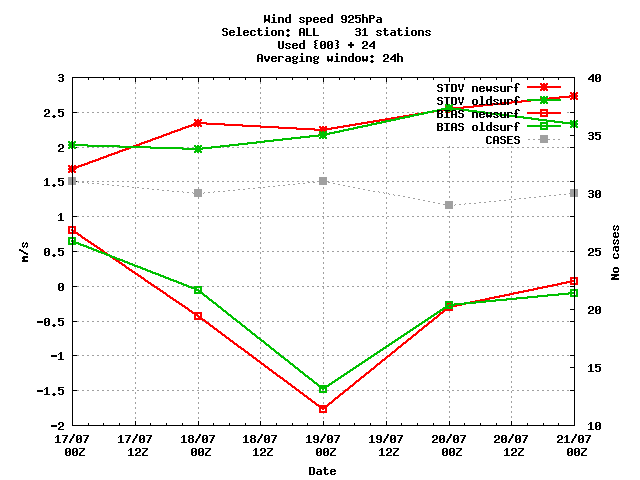 Wind speed 925hPa
Selection: ALL 31 stations
Used {00} + 24
Averaging window: 24h
3 40
STDV newsurf
STDV oldsurf
2.5
BIAS newsurf
BIAS oldsurf
35
CASES
2
1.5
30
1
m/s
No cases
0.5 25
0
20
-0.5
-1
15
-1.5
-2 10
17/07 17/07 18/07 18/07 19/07 19/07 20/07 20/07 21/07
00Z 12Z 00Z 12Z 00Z 12Z 00Z 12Z 00Z
Date